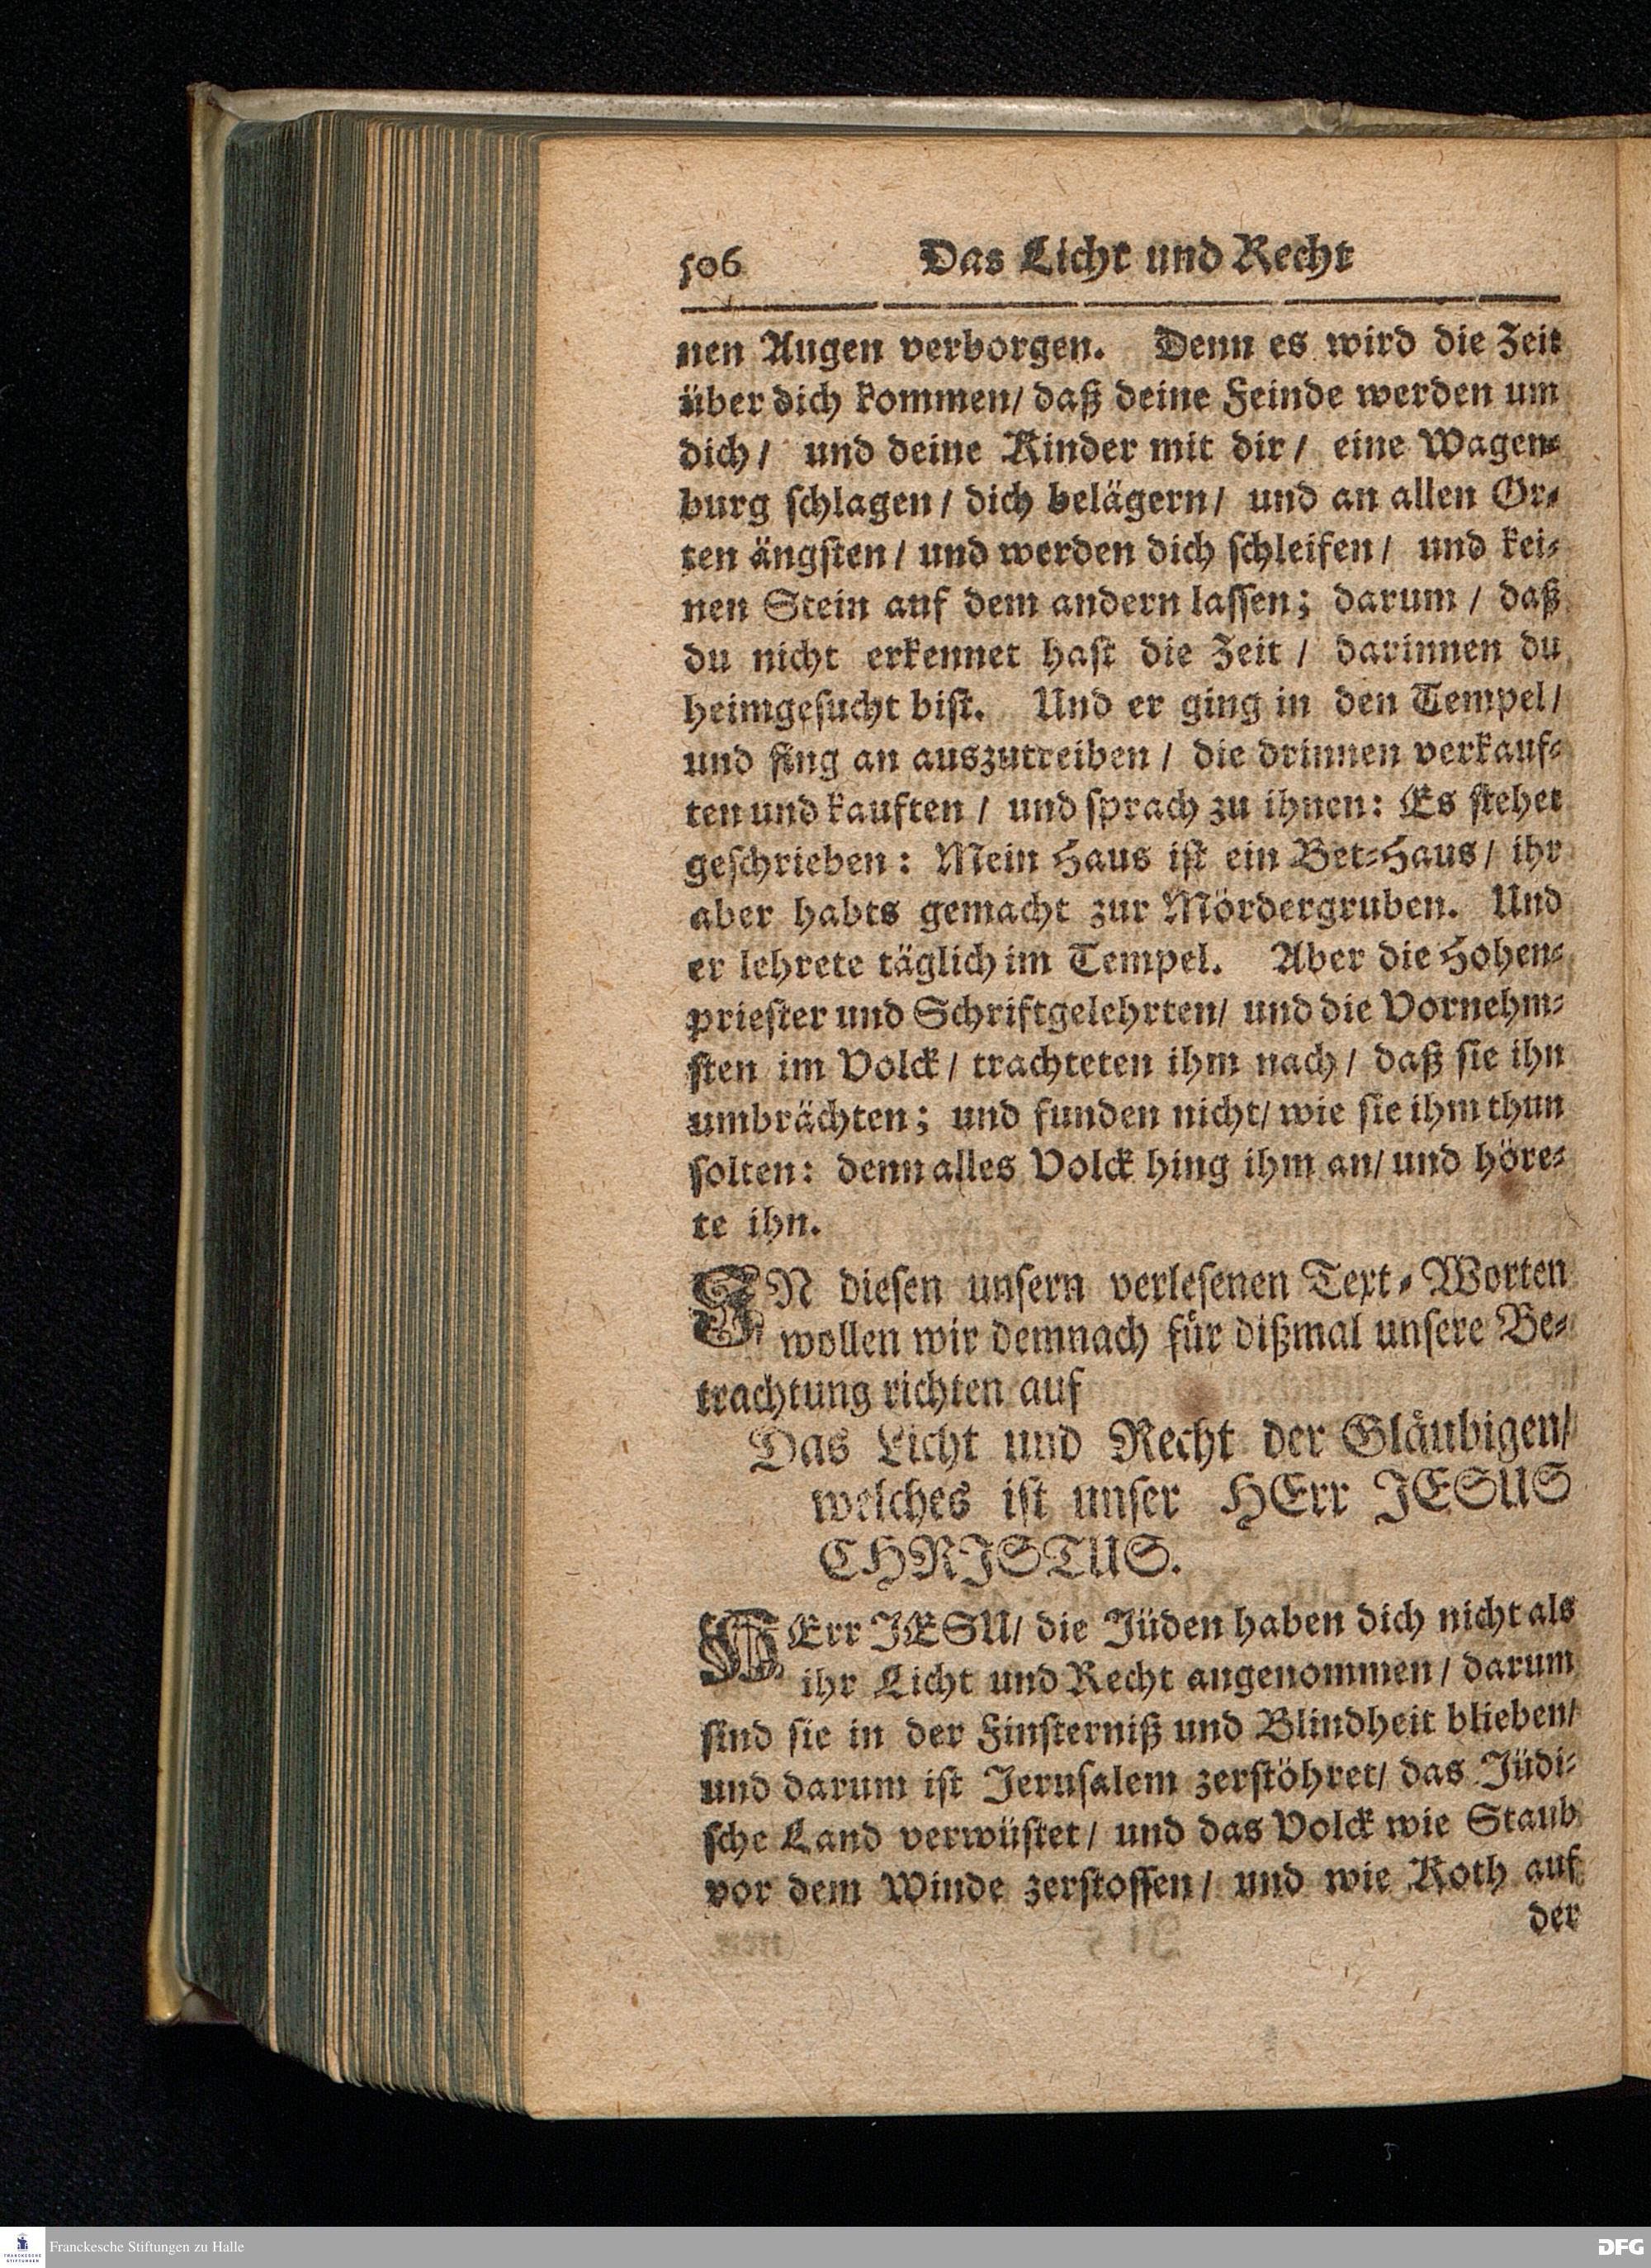 506 Das Licht und Recht
nen Augen verborgen. Denn es wird die Zeit
über dich kommen/ daß deine Feinde werden um
dich/ und deine Kinder mit dir/ eine Wagen-
burg schlagen/ dich belägern/ und an allen Or-
ten ängsten/ und werden dich schleifen/ und kei-
nen Stein auf dem andern lassen; darum/ daß
du nicht erkennet hast die Zeit/ darinnen du
heimgesucht bist. Und er ging in den Tempel/
und fing an auszutreiben/ die drinnen verkauf-
ten und kauften/ und sprach zu ihnen: Es stehet
geschrieben: Mein Haus ist ein Bet-Haus/ ihr
aber habts gemacht zur Mördergruben. Und
er lehrete täglich im Tempel. Aber die Hohen-
priester und Schriftgelehrten/ und die Vornehm-
sten im Volck/ trachteten ihm nach/ daß sie ihn
umbrächten; und funden nicht/ wie sie ihm thun
solten: denn alles Volck hing ihm an/ und höre-
te ihn.
IN diesen unsern verlesenen Text-Worten
wollen wir demnach für dißmal unsere Be-
trachtung richten auf
Das Licht und Recht der Gläubigen/
welches ist unser HErr JESUS
CHRISTUS.
HErr JESU/ die Jüden haben dich nicht als
ihr Licht und Recht angenommen/ darum
sind sie in der Finsterniß und Blindheit blieben/
und darum ist Jerusalem zerstöhret/ das Jüdi-
sche Land verwüstet/ und das Volck wie Staub
vor dem Winde zerstossen/ und wie Koth auf
der
FRANCKESCHE STIFTUNGEN
Franckesche Stiftungen zu Halle
DFG